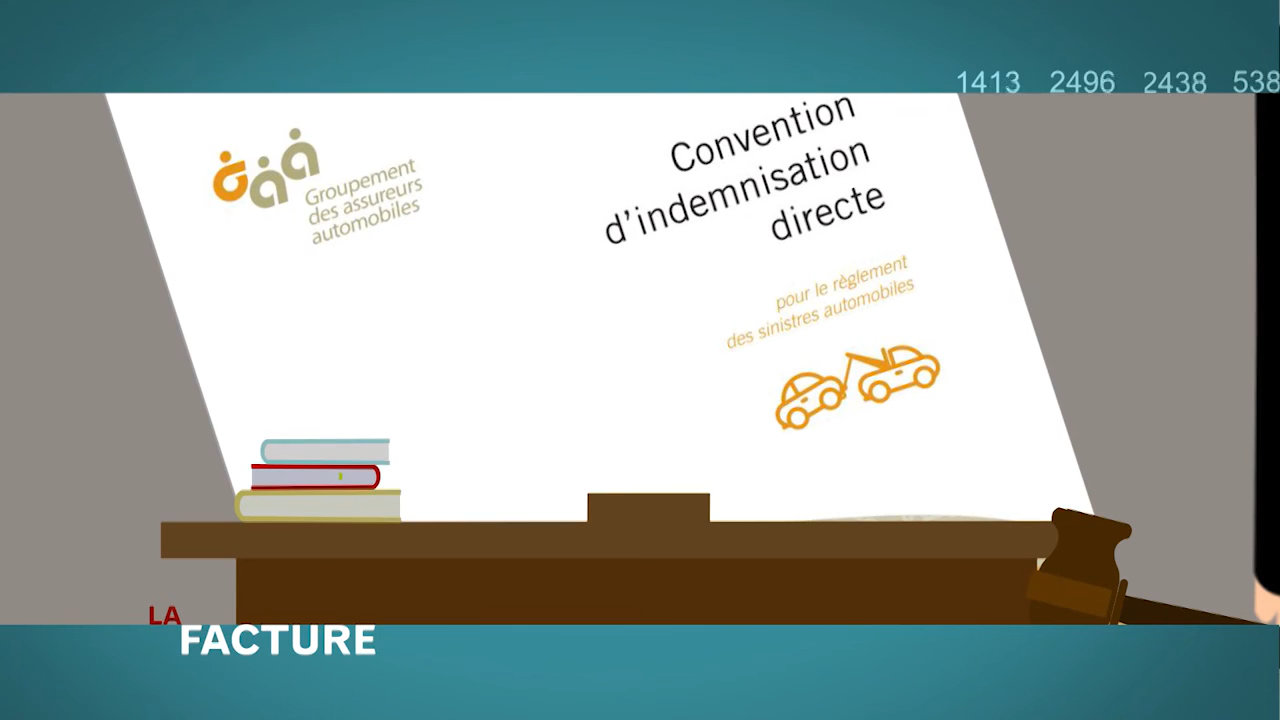 1413 2496 2438 538
gaa
Groupement
des assureurs
automobiles
Convention
d'indemnisation
directe
pour le règlement
des sinistres automobiles
LA
FACTURE